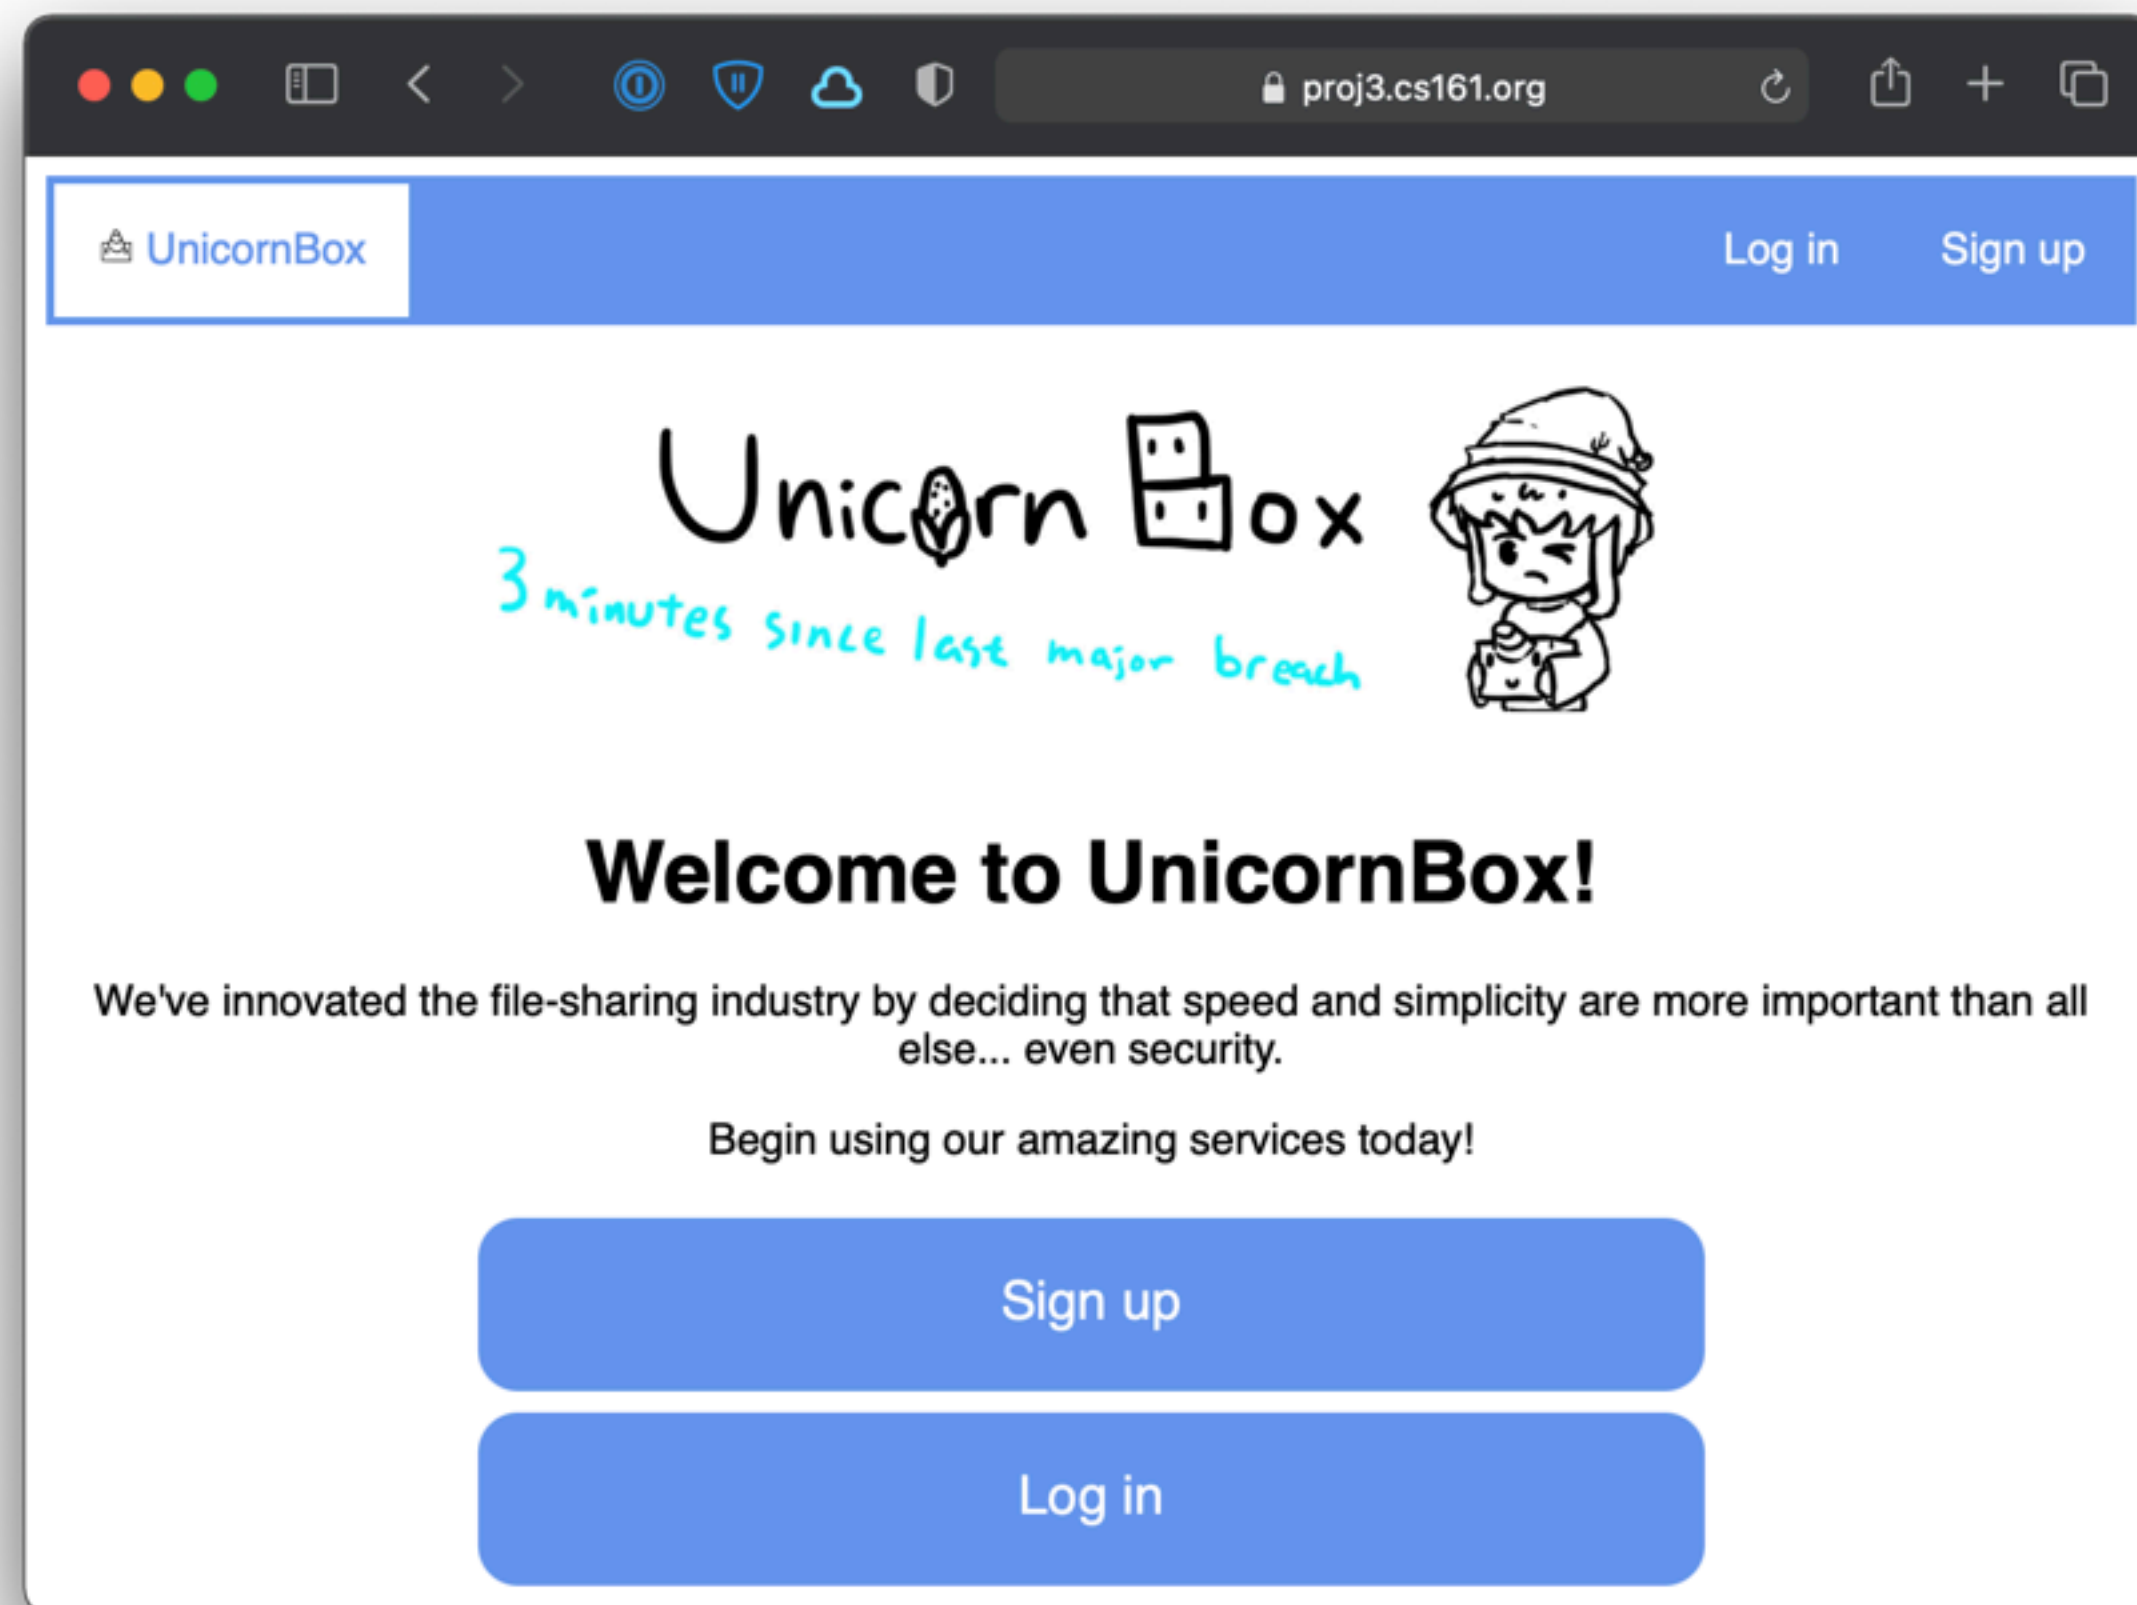 proj3.cs161.org
UnicornBox
Log in
Sign up
Unicorn Box
3 minutes since last major breach
Welcome to UnicornBox!
We've innovated the file-sharing industry by deciding that speed and simplicity are more important than all
else... even security.
Begin using our amazing services today!
Sign up
Log in